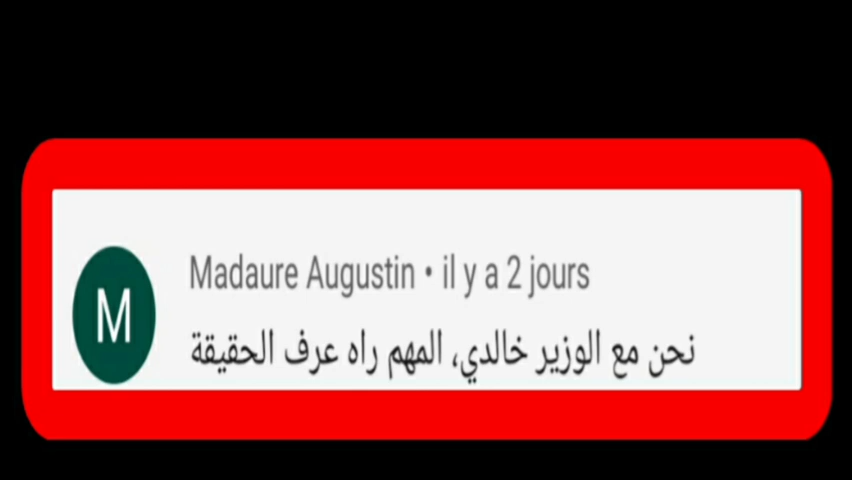 M
Madaure Augustin • il y a 2 jours
نحن مع الوزير خالدي، المهم راه عرف الحقيقة